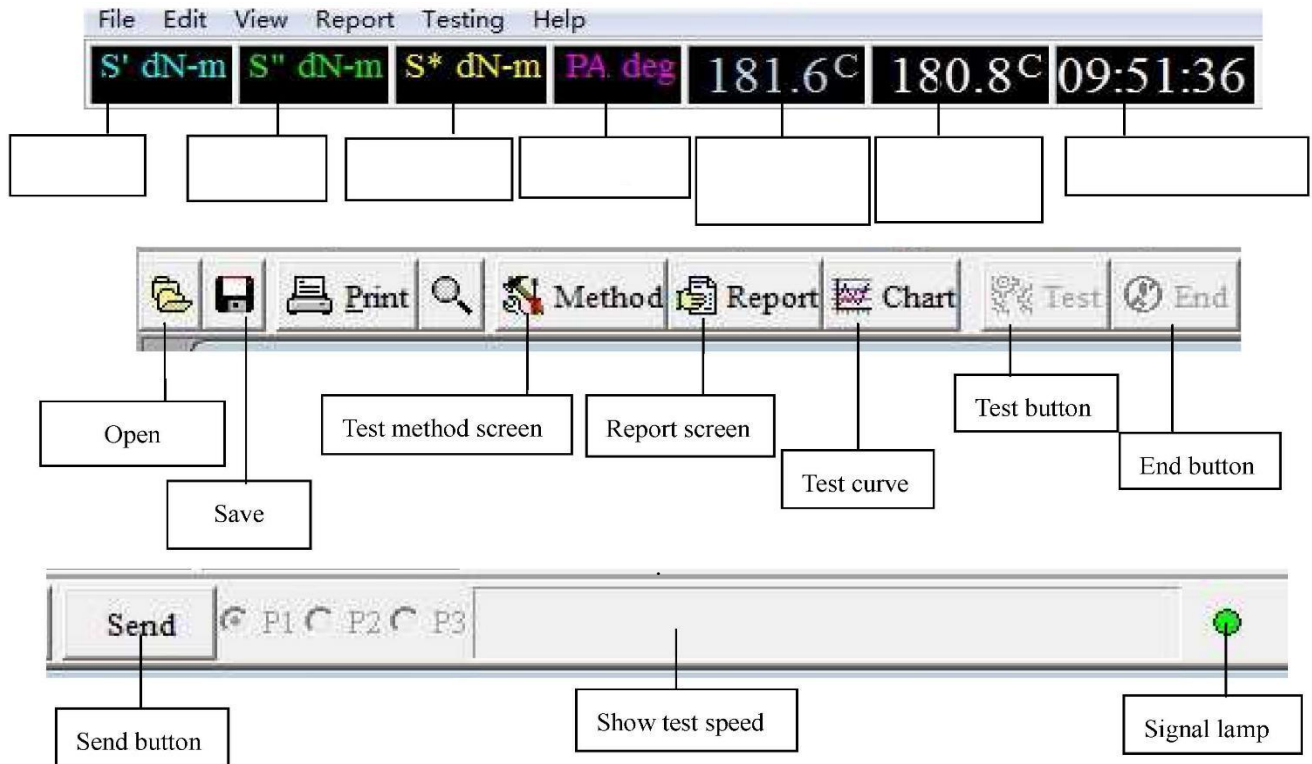 File Edit View Report Testing Help
S' dN-m S" dN-m S* dN-m PA deg 181.6C 180.8C 09:51:36
Print Method Report Chart Test End
Open
Test method screen
Report screen
Test button
Save
Test curve
End button
Send P1 P2 P3
Send button
Show test speed
Signal lamp